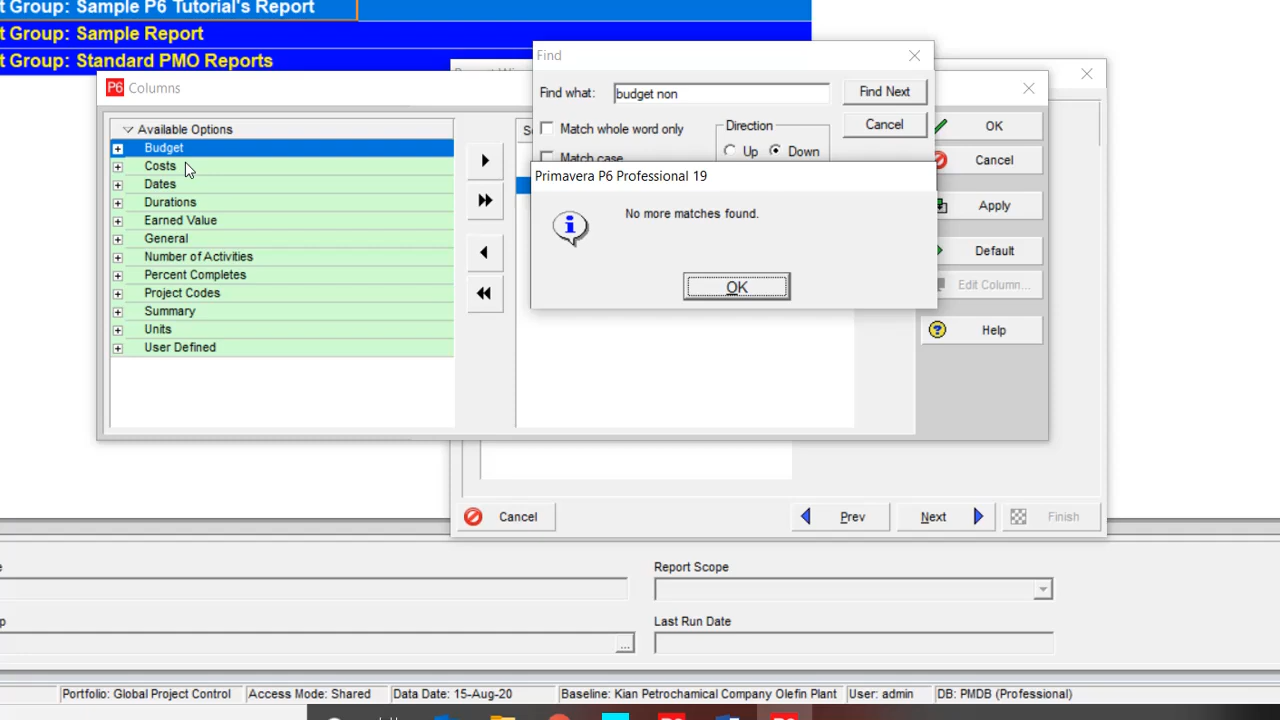 t Group: Sample P6 Tutorial's Report
t Group: Sample Report
t Group: Standard PMO Reports
P6 Columns
Available Options
Budget
Costs
Dates
Durations
Earned Value
General
Number of Activities
Percent Completes
Project Codes
Summary
Units
User Defined
Find
Find what: budget non
Find Next
Match whole word only
Direction
Cancel
Match case
Up Down
Primavera P6 Professional 19
No more matches found.
OK
OK
Cancel
Apply
Default
Edit Column...
Help
Cancel
Prev
Next
Finish
Report Scope
Last Run Date
...
Portfolio: Global Project Control
Access Mode: Shared
Data Date: 15-Aug-20
Baseline: Kian Petrochemical Company Olefin Plant
User: admin
DB: PMDB (Professional)